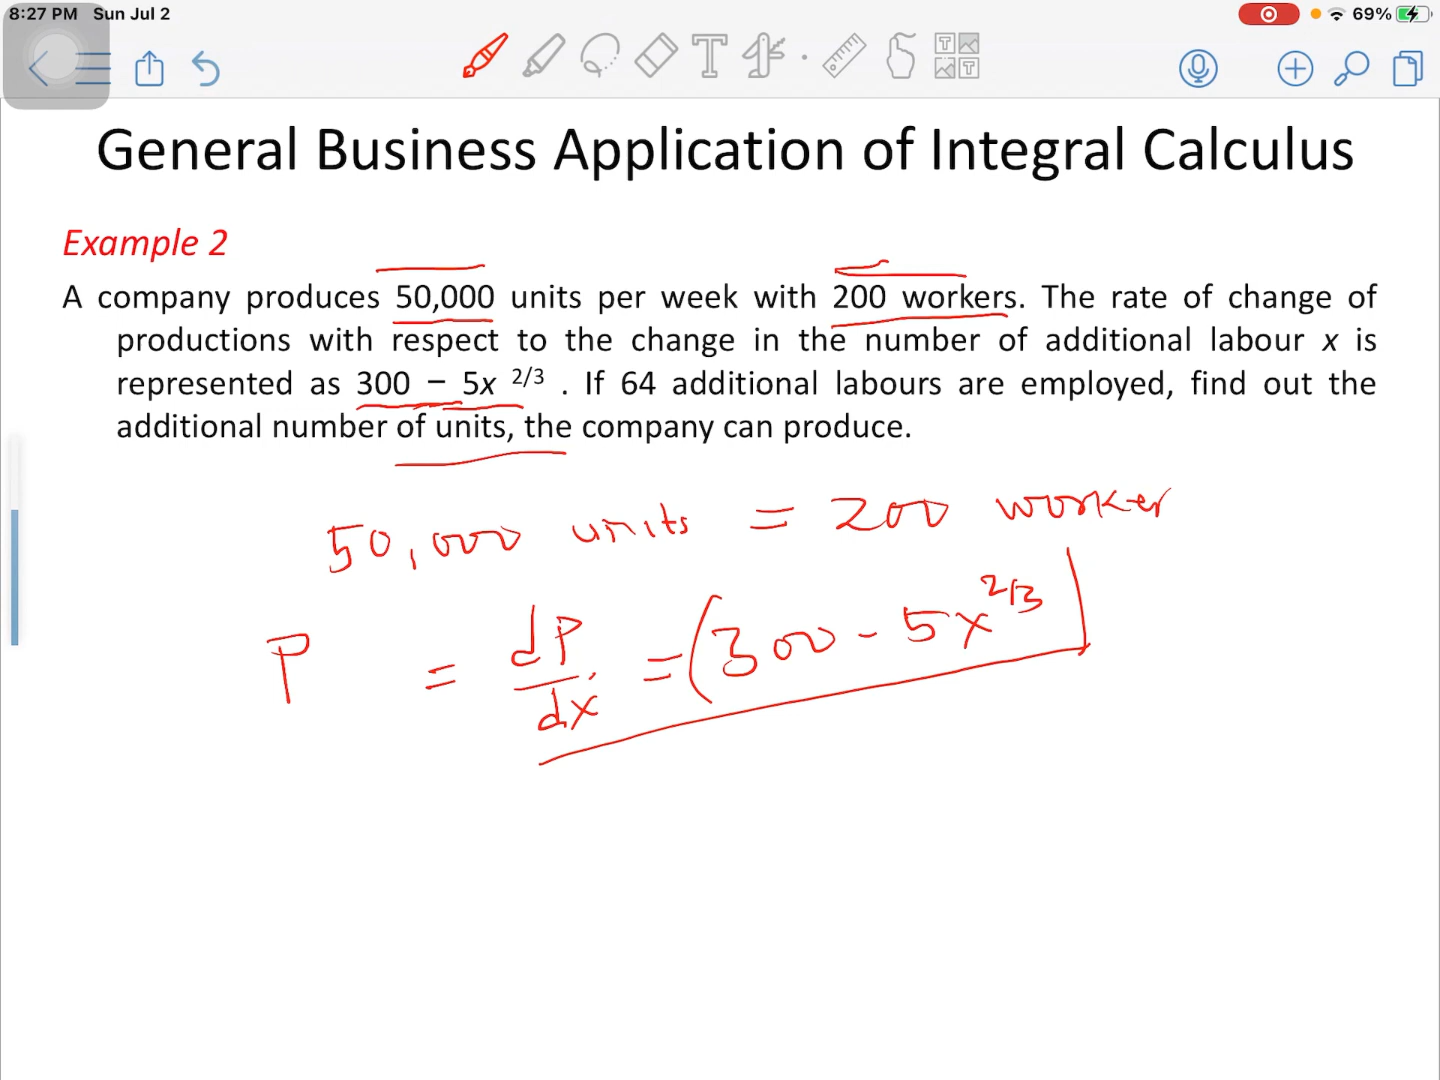 8:27 PM Sun Jul 2 69%
General Business Application of Integral Calculus
Example 2
A company produces 50,000 units per week with 200 workers. The rate of change of
productions with respect to the change in the number of additional labour x is
represented as 300 – 5x ^2/3 . If 64 additional labours are employed, find out the
additional number of units, the company can produce.
50,000 units = 200 worker
P = dP/dx = (300 - 5x^2/3)